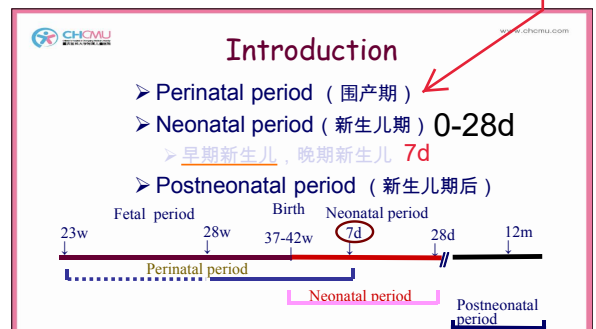 CHCMU
www.chcmu.com
Introduction
➢ Perinatal period （围产期）
➢ Neonatal period（新生儿期）0-28d
➢ 早期新生儿，晚期新生儿 7d
➢ Postneonatal period （新生儿期后）
Fetal period Birth Neonatal period
23w 28w 37-42w 7d 28d 12m
Perinatal period
Neonatal period
Postneonatal
period